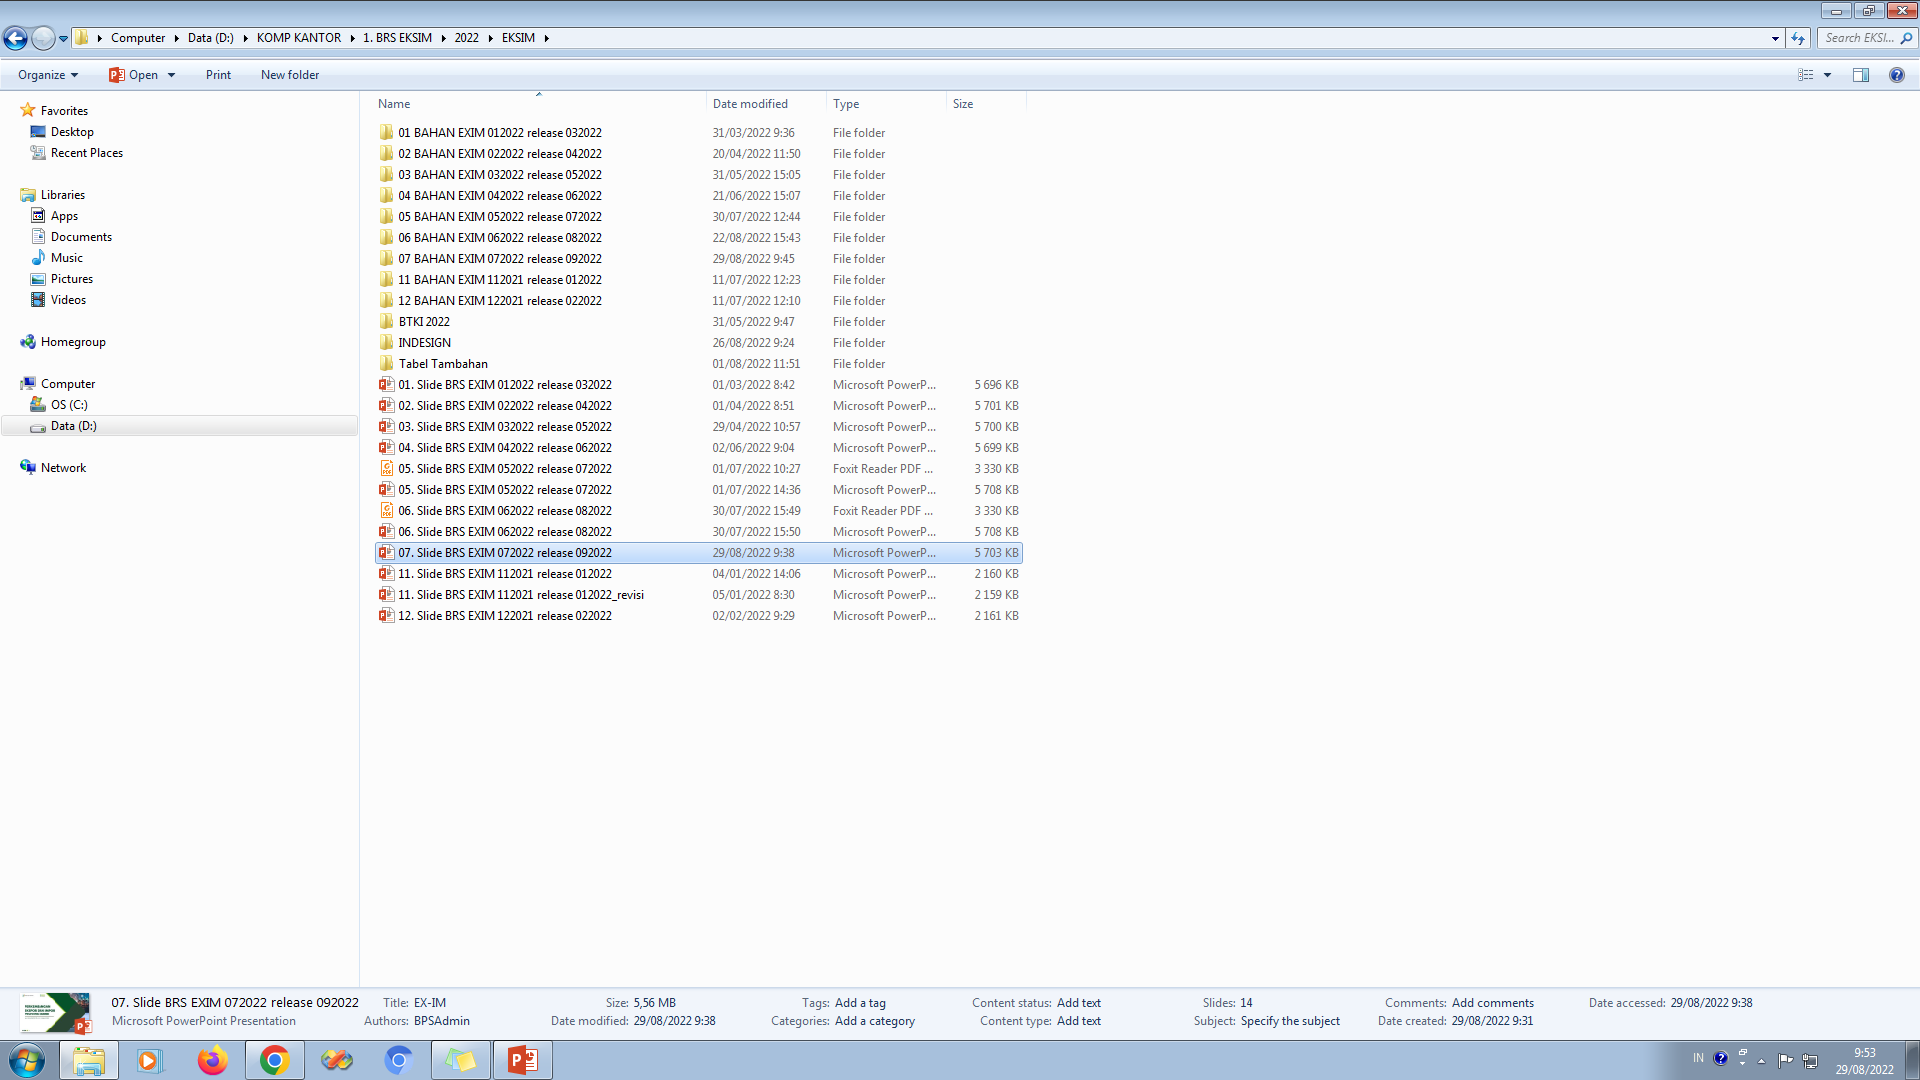 Computer Data (D:) KOMP KANTOR 1. BRS EKSIM 2022 EKSIM Search EKSI...
Organize Open Print New folder
Favorites
Desktop
Recent Places
Libraries
Apps
Documents
Music
Pictures
Videos
Homegroup
Computer
OS (C:)
Data (D:)
Network
Name Date modified Type Size
01 BAHAN EXIM 012022 release 032022 31/03/2022 9:36 File folder
02 BAHAN EXIM 022022 release 042022 20/04/2022 11:50 File folder
03 BAHAN EXIM 032022 release 052022 31/05/2022 15:05 File folder
04 BAHAN EXIM 042022 release 062022 21/06/2022 15:07 File folder
05 BAHAN EXIM 052022 release 072022 30/07/2022 12:44 File folder
06 BAHAN EXIM 062022 release 082022 22/08/2022 15:43 File folder
07 BAHAN EXIM 072022 release 092022 29/08/2022 9:45 File folder
11 BAHAN EXIM 112021 release 012022 11/07/2022 12:23 File folder
12 BAHAN EXIM 122021 release 022022 11/07/2022 12:10 File folder
BTKI 2022 31/05/2022 9:47 File folder
INDESIGN 26/08/2022 9:24 File folder
Tabel Tambahan 01/08/2022 11:51 File folder
01. Slide BRS EXIM 012022 release 032022 01/03/2022 8:42 Microsoft PowerP... 5 696 KB
02. Slide BRS EXIM 022022 release 042022 01/04/2022 8:51 Microsoft PowerP... 5 701 KB
03. Slide BRS EXIM 032022 release 052022 29/04/2022 10:57 Microsoft PowerP... 5 700 KB
04. Slide BRS EXIM 042022 release 062022 02/06/2022 9:04 Microsoft PowerP... 5 699 KB
05. Slide BRS EXIM 052022 release 072022 01/07/2022 10:27 Foxit Reader PDF ... 3 330 KB
05. Slide BRS EXIM 052022 release 072022 01/07/2022 14:36 Microsoft PowerP... 5 708 KB
06. Slide BRS EXIM 062022 release 082022 30/07/2022 15:49 Foxit Reader PDF ... 3 330 KB
06. Slide BRS EXIM 062022 release 082022 30/07/2022 15:50 Microsoft PowerP... 5 708 KB
07. Slide BRS EXIM 072022 release 092022 29/08/2022 9:38 Microsoft PowerP... 5 703 KB
11. Slide BRS EXIM 112021 release 012022 04/01/2022 14:06 Microsoft PowerP... 2 160 KB
11. Slide BRS EXIM 112021 release 012022_revisi 05/01/2022 8:30 Microsoft PowerP... 2 159 KB
12. Slide BRS EXIM 122021 release 022022 02/02/2022 9:29 Microsoft PowerP... 2 161 KB
07. Slide BRS EXIM 072022 release 092022 Title: EX-IM Size: 5,56 MB Tags: Add a tag Content status: Add text Slides: 14 Comments: Add comments Date accessed: 29/08/2022 9:38
Microsoft PowerPoint Presentation Authors: BPSAdmin Date modified: 29/08/2022 9:38 Categories: Add a category Content type: Add text Subject: Specify the subject Date created: 29/08/2022 9:31
IN 9:53
29/08/2022